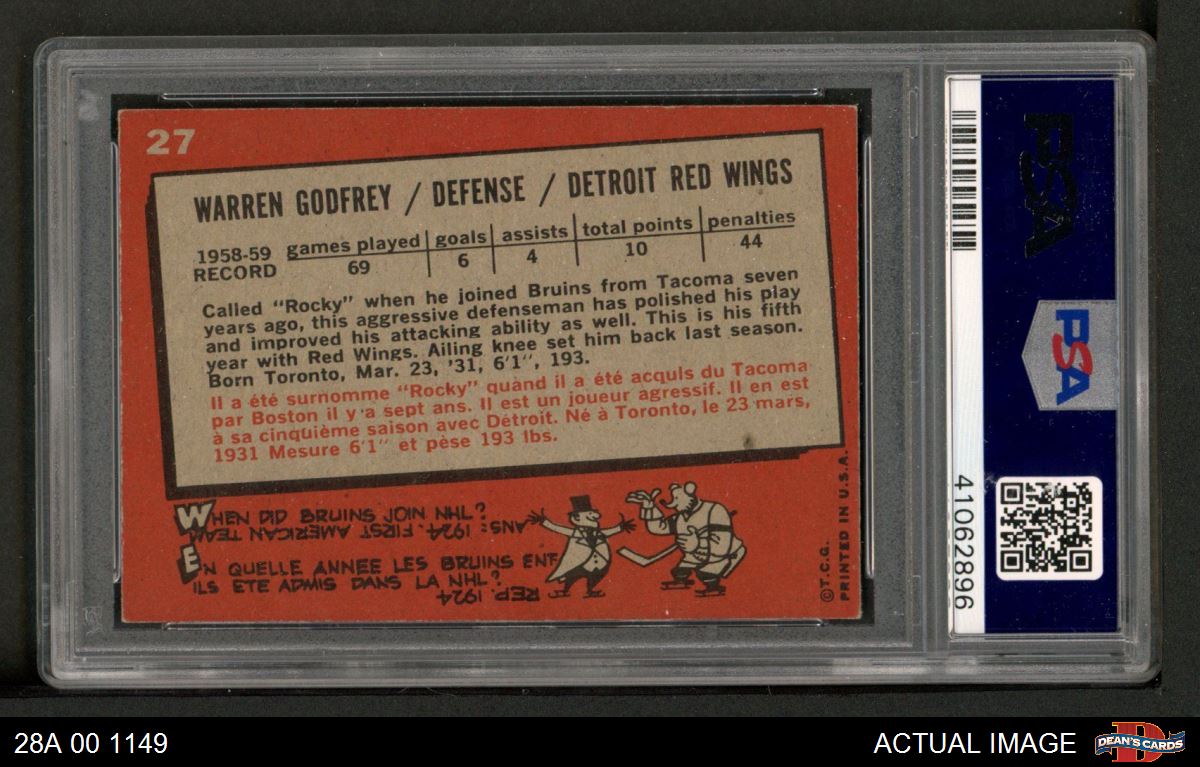 27
WARREN GODFREY / DEFENSE / DETROIT RED WINGS
1958-59 RECORD games played goals assists total points penalties
69 6 4 10 44
Called "Rocky" when he joined Bruins from Tacoma seven
years ago, this aggressive defenseman has polished his play
and improved his attacking ability as well. This is his fifth
year with Red Wings. Ailing knee set him back last season.
Born Toronto, Mar. 23, '31, 6'1", 193.
Il a été surnomme "Rocky" quand il a été acquis du Tacoma
par Boston il y a sept ans. Il est un joueur agressif. Il en est
à sa cinquième saison avec Détroit. Né à Toronto, le 23 mars,
1931 Mesure 6'1" et pèse 193 lbs.
WHEN DID BRUINS JOIN NHL?
ANS: 1924. FIRST AMERICAN TEAM
EN QUELLE ANNEE LES BRUINS ENT
ILS ETE ADMIS DANS LA NHL?
REP. 1924
©T.C.G. PRINTED IN U.S.A.
PSA
PSA
41062896
28A 00 1149
ACTUAL IMAGE
D
DEAN'S CARDS